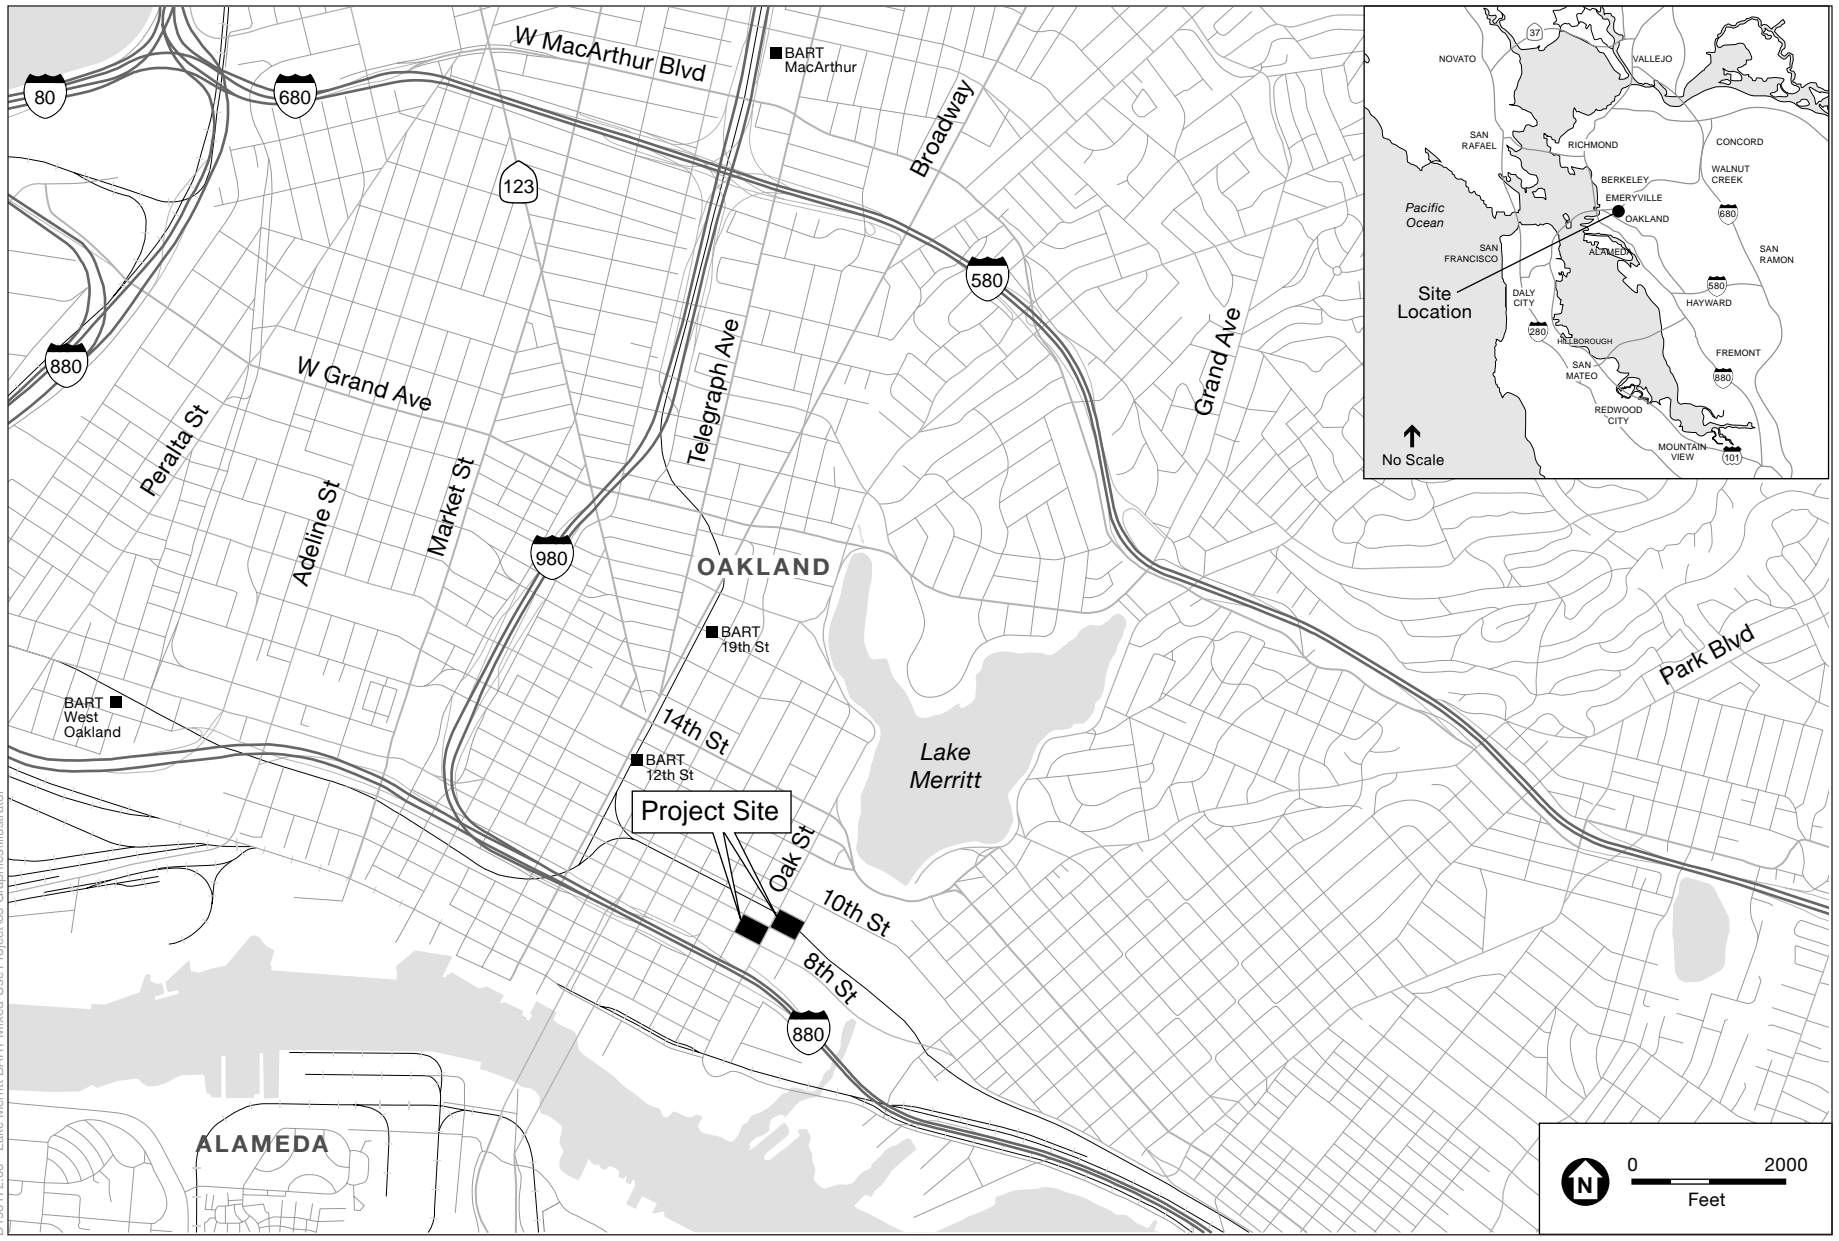 W MacArthur Blvd
BART
MacArthur
80
680
Broadway
123
580
Grand Ave
Telegraph Ave
880
W Grand Ave
Peralta St
Adeline St
Market St
980
OAKLAND
BART
19th St
Park Blvd
BART
West
Oakland
14th St
BART
12th St
Lake
Merritt
Project Site
Oak St
10th St
8th St
880
ALAMEDA
37
NOVATO
VALLEJO
SAN
RAFAEL
RICHMOND
CONCORD
WALNUT
CREEK
BERKELEY
EMERYVILLE
OAKLAND
680
Pacific
Ocean
SAN
FRANCISCO
ALAMEDA
SAN
RAMON
Site
Location
DALY
CITY
580
HAYWARD
280
HILLBOROUGH
SAN
MATEO
FREMONT
880
REDWOOD
CITY
MOUNTAIN
VIEW
101
No Scale
N
0 2000
Feet